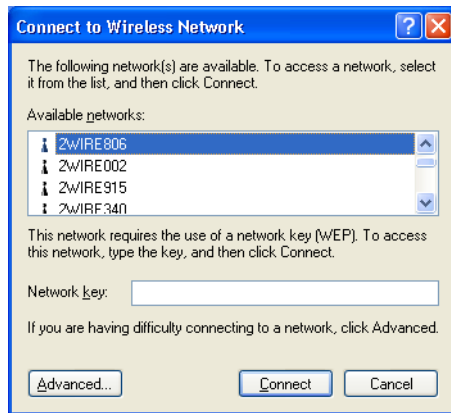 Connect to Wireless Network
The following network(s) are available. To access a network, select
it from the list, and then click Connect.
Available networks:
2WIRE806
2WIRE002
2WIRE915
2WIRE340
This network requires the use of a network key (WEP). To access
this network, type the key, and then click Connect.
Network key:
If you are having difficulty connecting to a network, click Advanced.
Advanced... Connect Cancel